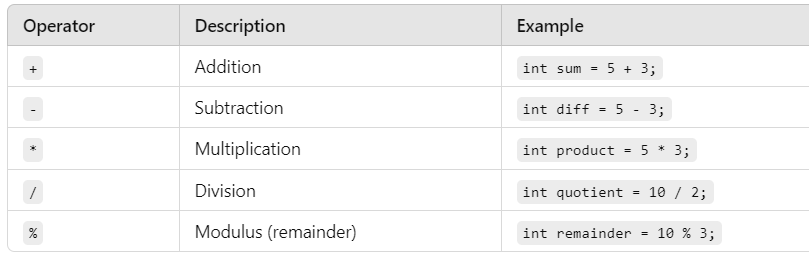 Operator Description Example
+ Addition int sum = 5 + 3;
- Subtraction int diff = 5 - 3;
* Multiplication int product = 5 * 3;
/ Division int quotient = 10 / 2;
% Modulus (remainder) int remainder = 10 % 3;